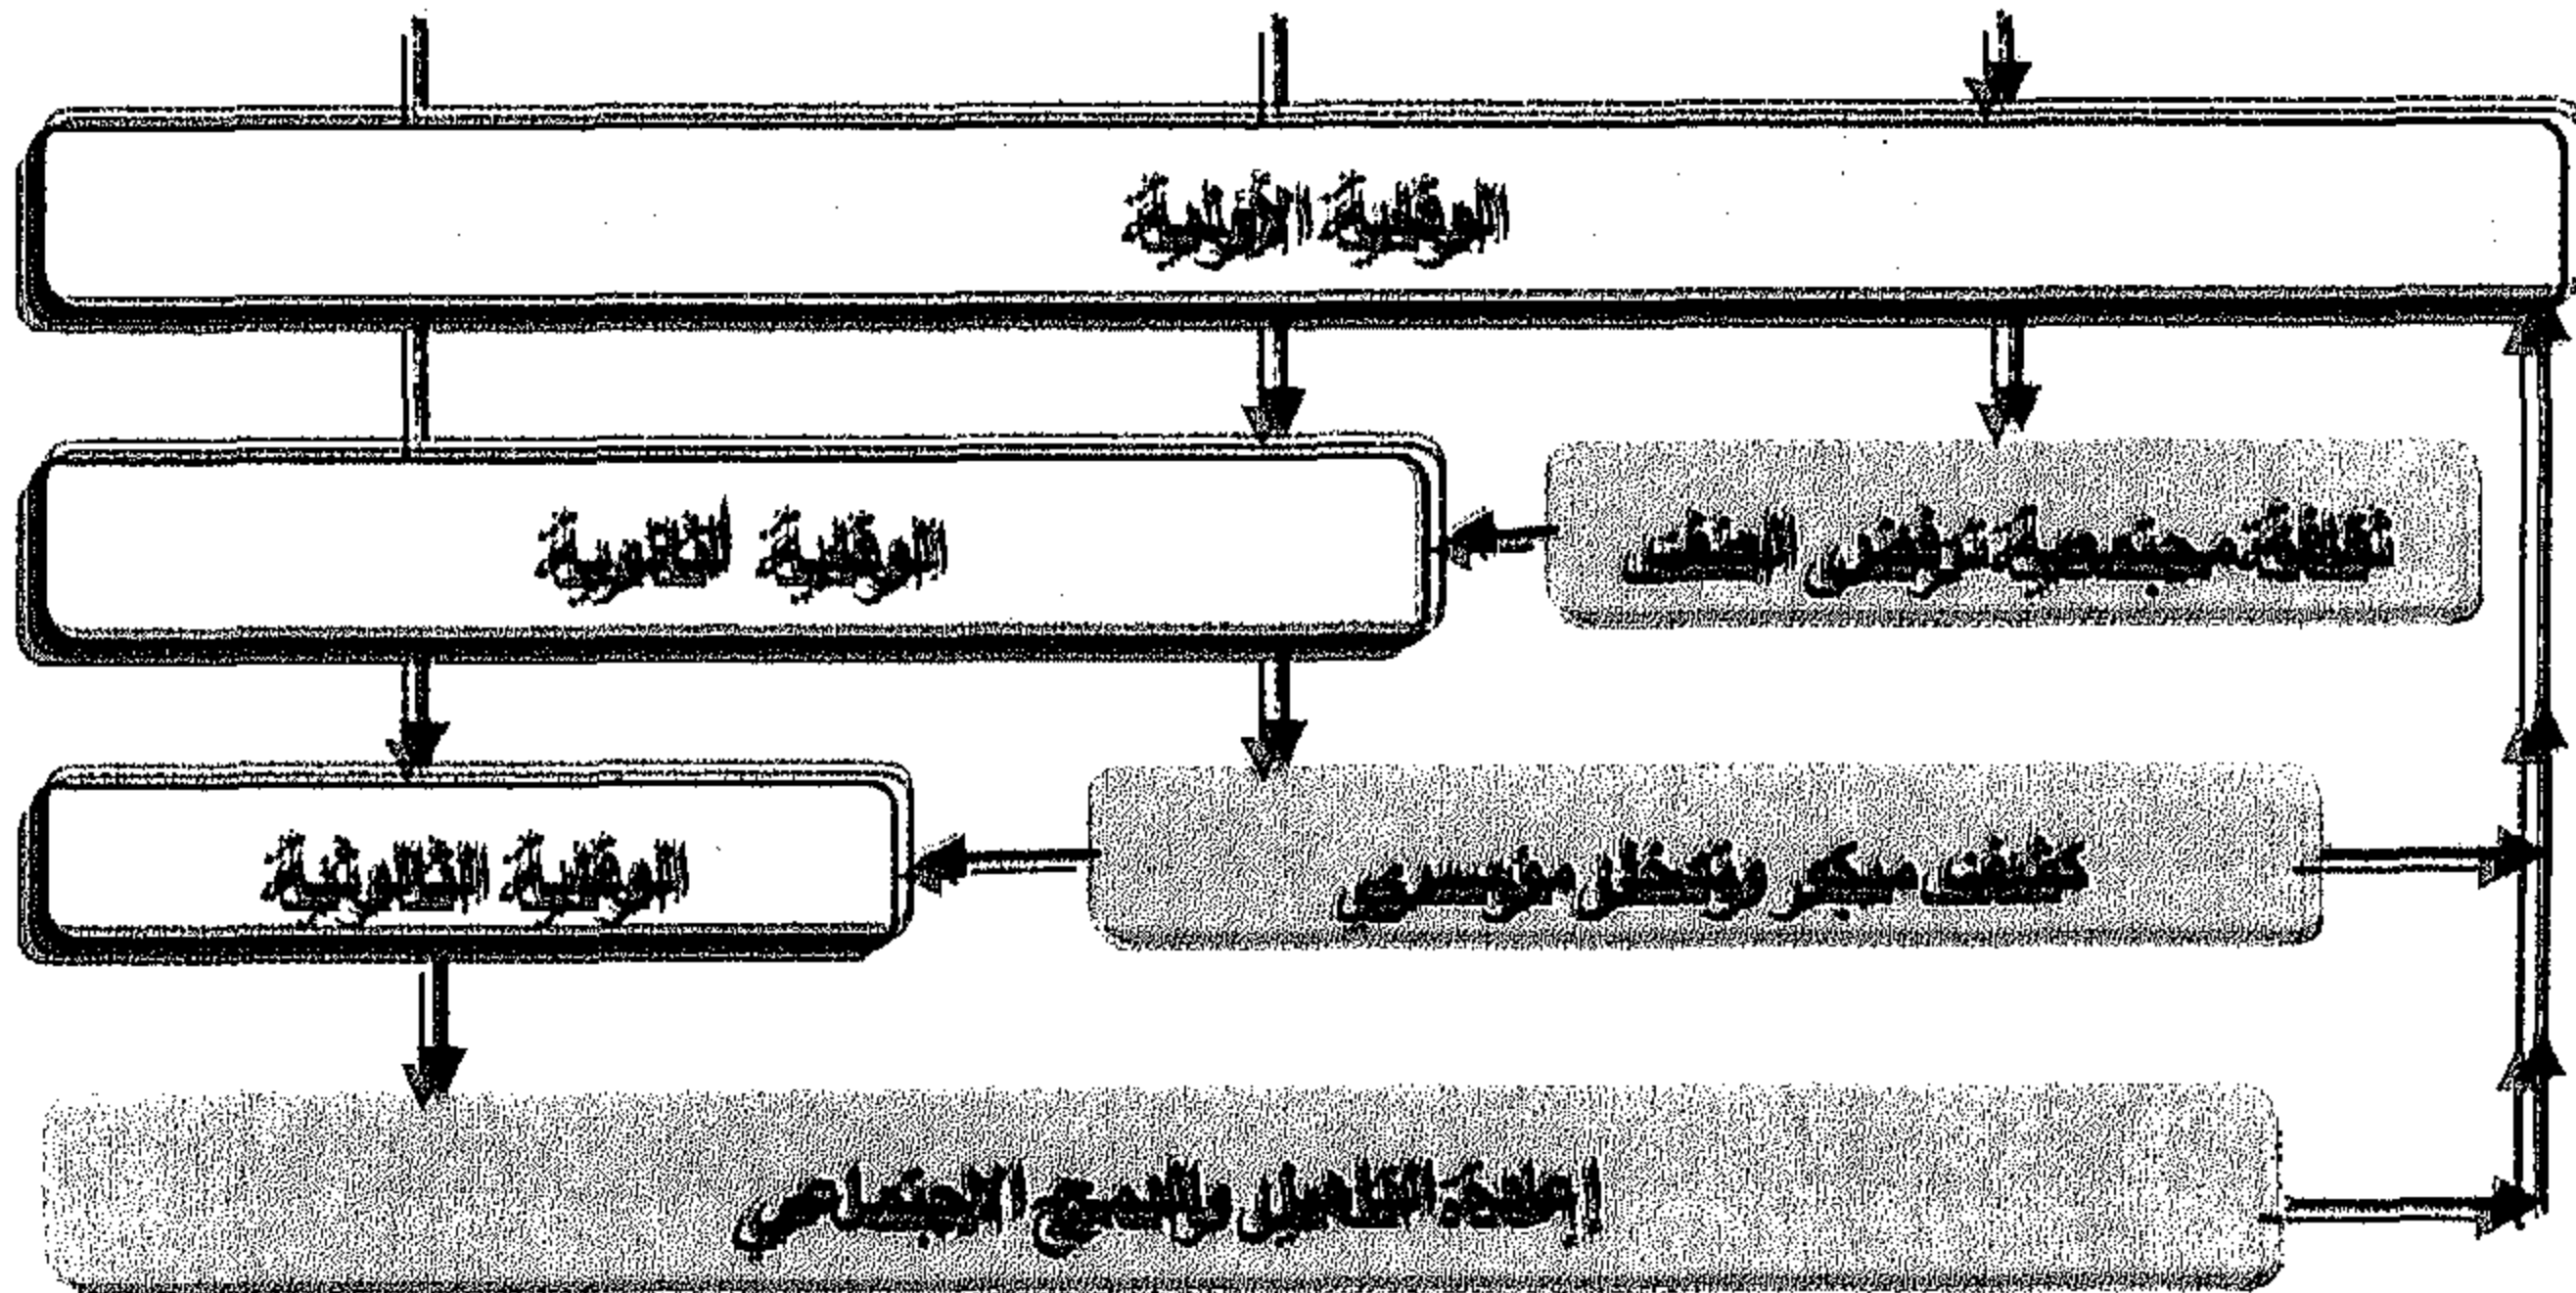 الوقاية الأولية
ثقافة مجتمعية ترفض العنف
الوقاية الثانوية
كشف مبكر وتدخل مؤسسي
الوقاية الثالثية
إعادة التأهيل والدمج الاجتماعي